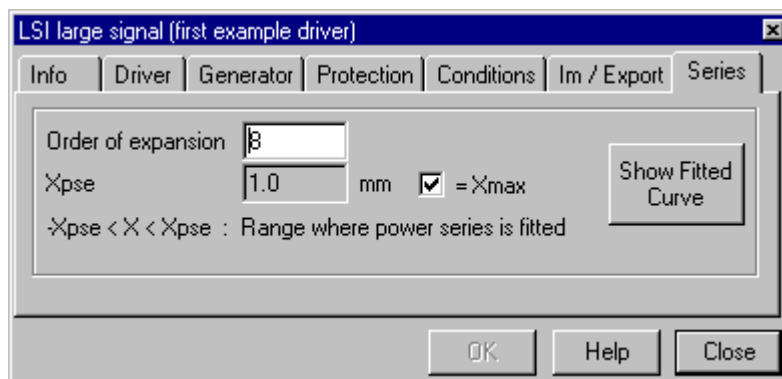 LSI large signal (first example driver)
Info Driver Generator Protection Conditions Im / Export Series
Order of expansion 8
Xpse 1.0 mm = Xmax
Show Fitted
Curve
-Xpse < X < Xpse : Range where power series is fitted
OK Help Close